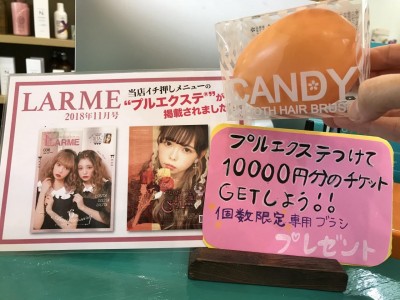 LARME
2018年11月号
当店イチ押しメニューの
"プルエクステ®"が
掲載されました
LARME
CANDY
SMOOTH HAIR BRUSH
プルエクステつけて
10000円分のチケット
GETしよう!!
個数限定専用ブラシ
プレゼント